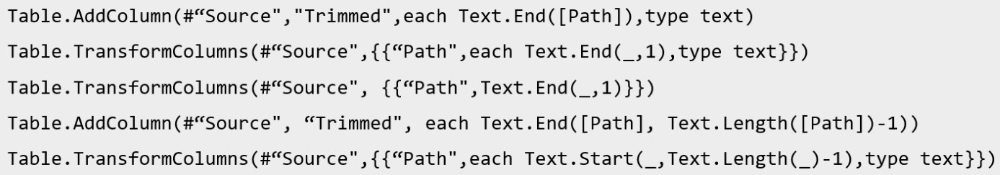 Table.AddColumn(#“Source","Trimmed",each Text.End([Path]),type text)
Table.TransformColumns(#“Source",{{“Path",each Text.End(_,1),type text}})
Table.TransformColumns(#“Source", {{“Path",Text.End(_,1)}})
Table.AddColumn(#“Source", “Trimmed", each Text.End([Path], Text.Length([Path])-1))
Table.TransformColumns(#“Source",{{“Path",each Text.Start(_,Text.Length(_)-1),type text}})